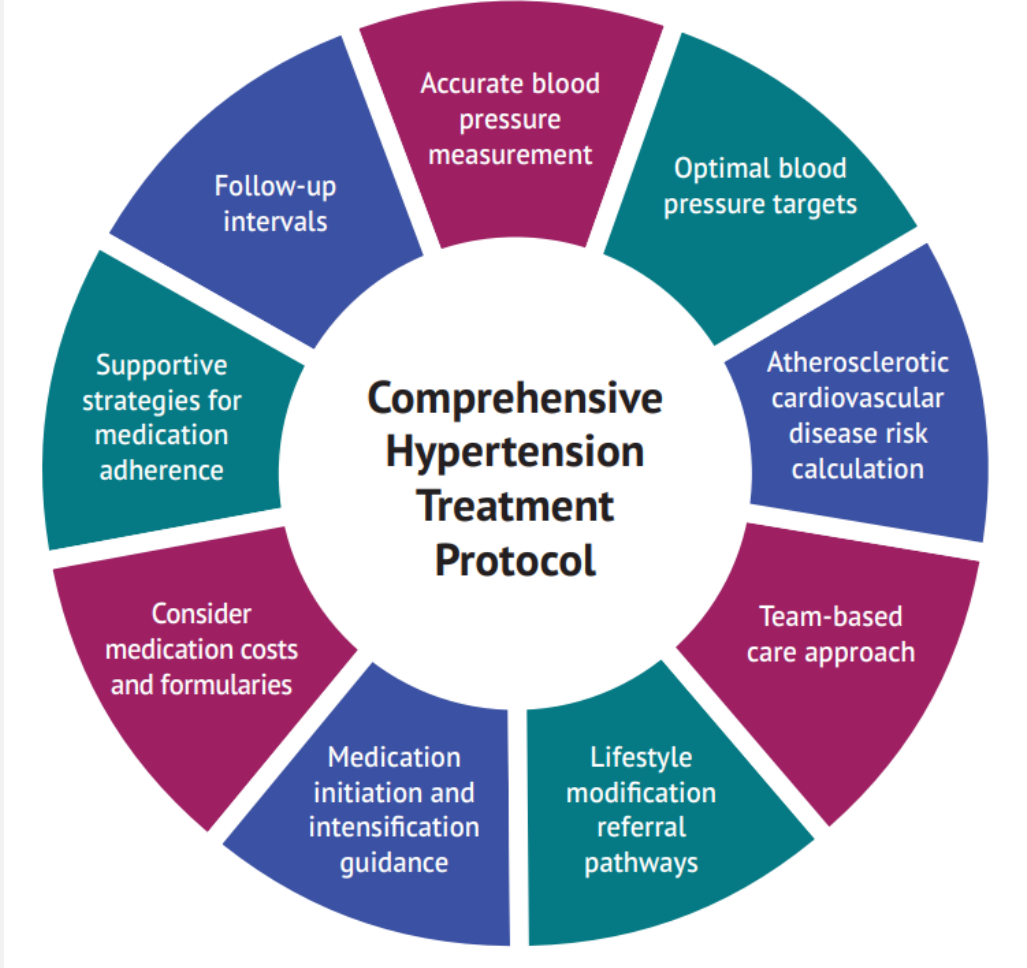 Accurate blood
pressure
measurement
Optimal blood
pressure targets
Atherosclerotic
cardiovascular
disease risk
calculation
Team-based
care approach
Lifestyle
modification
referral
pathways
Medication
initiation and
intensification
guidance
Consider
medication costs
and formularies
Supportive
strategies for
medication
adherence
Follow-up
intervals
Comprehensive
Hypertension
Treatment
Protocol